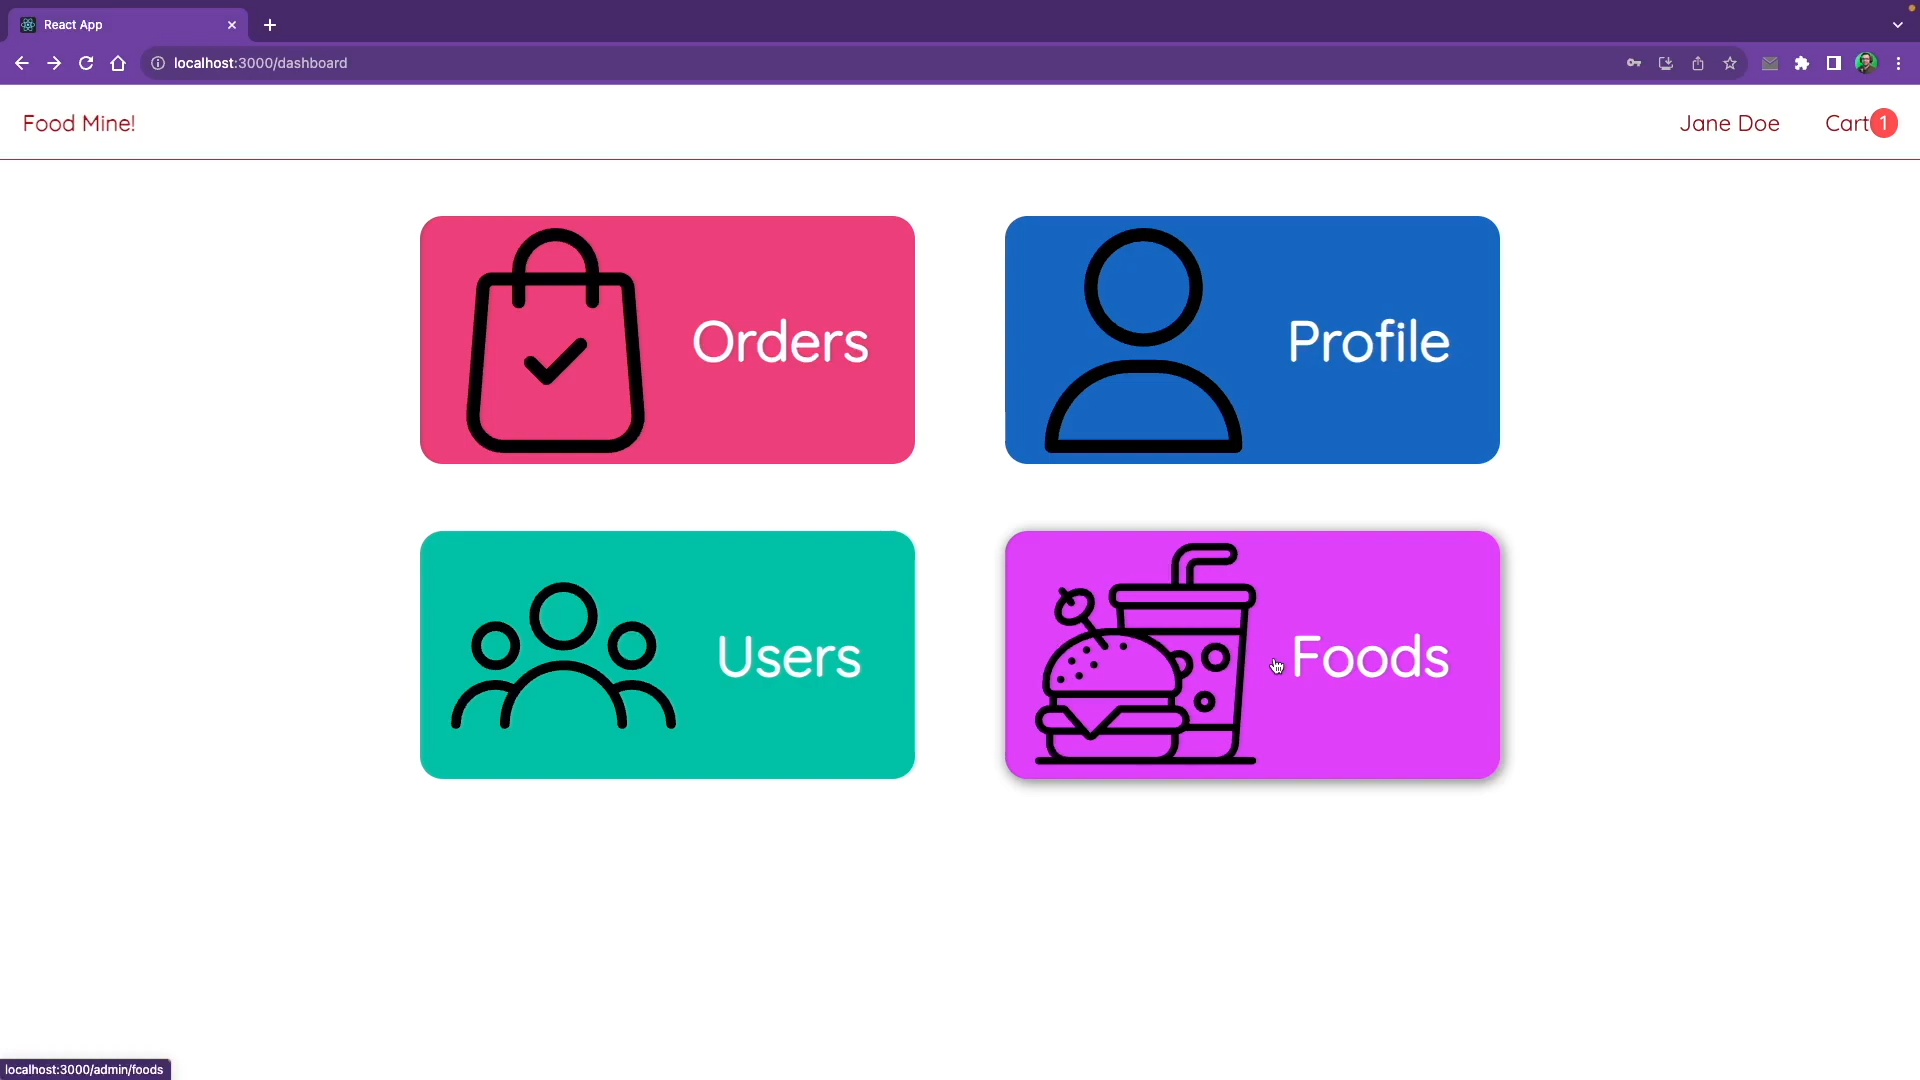 React App
localhost:3000/dashboard
Food Mine!
Jane Doe
Cart 1
Orders
Profile
Users
Foods
localhost:3000/admin/foods